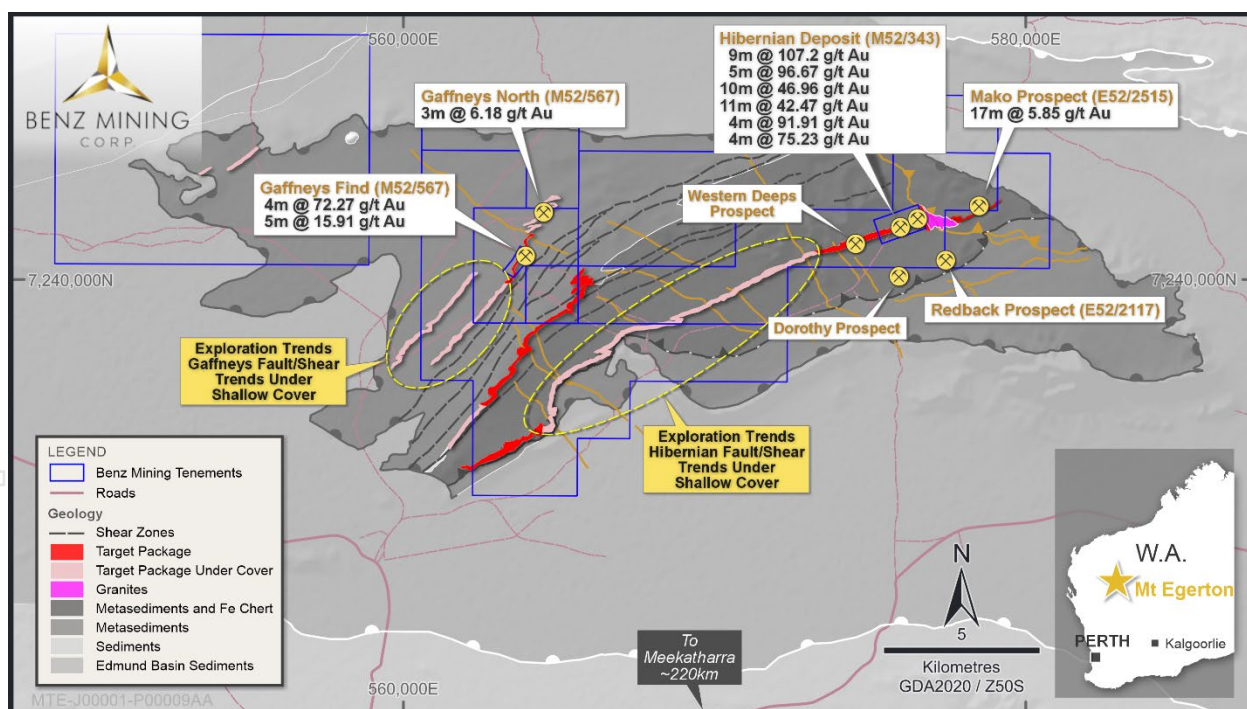 BENZ MINING
CORP.
560,000E
580,000E
Hibernian Deposit (M52/343)
9m @ 107.2 g/t Au
5m @ 96.67 g/t Au
10m @ 46.96 g/t Au
11m @ 42.47 g/t Au
4m @ 91.91 g/t Au
4m @ 75.23 g/t Au
Gaffneys North (M52/567)
3m @ 6.18 g/t Au
Mako Prospect (E52/2515)
17m @ 5.85 g/t Au
Gaffneys Find (M52/567)
4m @ 72.27 g/t Au
5m @ 15.91 g/t Au
Western Deeps
Prospect
7,240,000N
7,240,000N
Redback Prospect (E52/2117)
Dorothy Prospect
Exploration Trends
Gaffneys Fault/Shear
Trends Under
Shallow Cover
Exploration Trends
Hibernian Fault/Shear
Trends Under
Shallow Cover
LEGEND
Benz Mining Tenements
Roads
Geology
Shear Zones
Target Package
Target Package Under Cover
Granites
Metasediments and Fe Chert
Metasediments
Sediments
Edmund Basin Sediments
MTE-J00001-P00009AA
560,000E
To
Meekatharra
~220km
N
5
Kilometres
GDA2020 / Z50S
W.A.
Mt Egerton
PERTH
Kalgoorlie